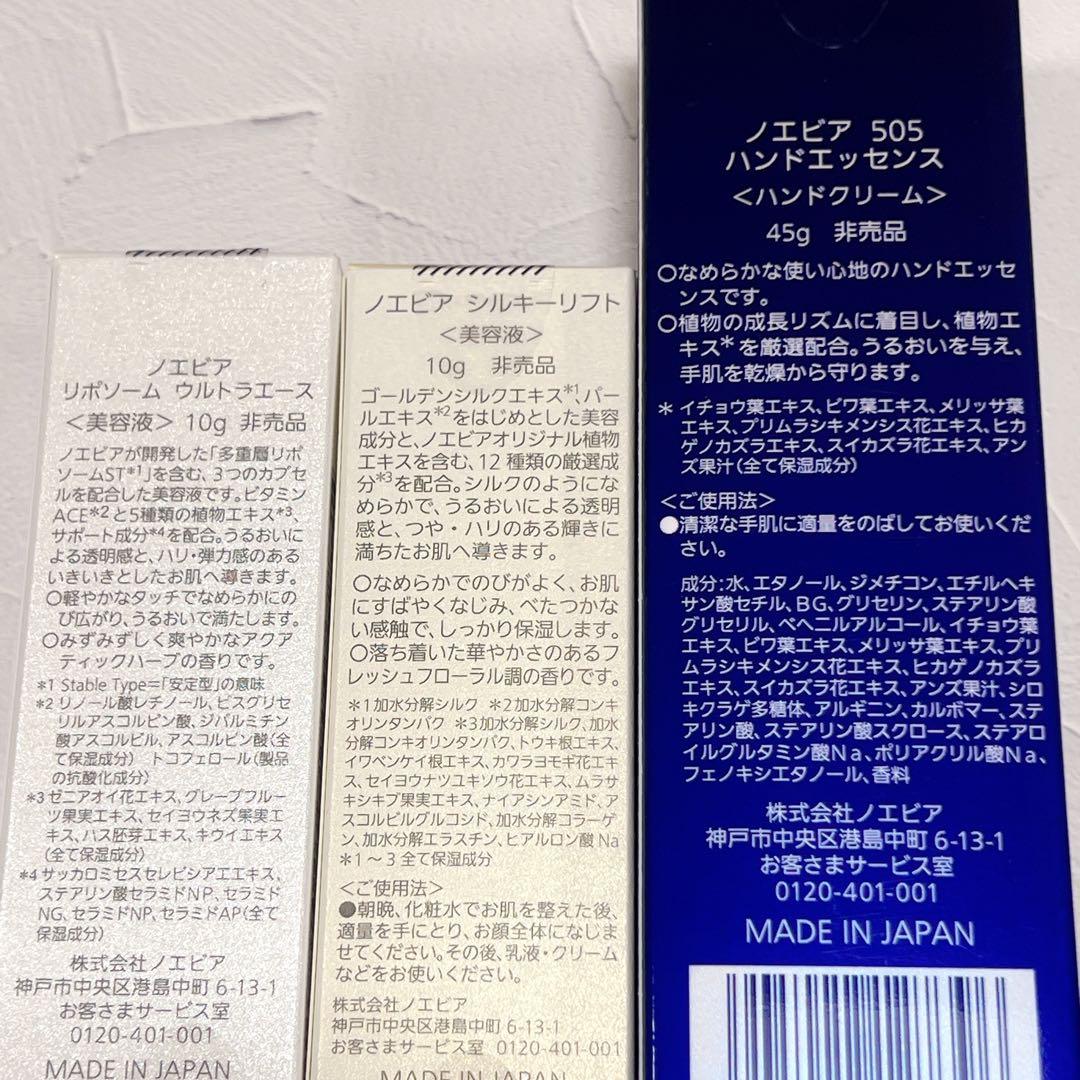 ノエビア
リポソーム ウルトラエース
＜美容液＞ 10g 非売品
ノエビアが開発した「多重層リポ
ソームST*1」を含む、3つのカプセ
ルを配合した美容液です。ビタミン
ACE*2と5種類の植物エキス*3、
サポート成分*4を配合。うるおいに
よる透明感と、ハリ・弾力感のある
いきいきとしたお肌へ導きます。
○軽やかなタッチでなめらかにの
び広がり、うるおいで満たします。
○みずみずしく爽やかなアクア
ティックハーブの香りです。
*1 Stable Type=「安定型」の意味
*2 リノール酸レチノール、ビスグリセ
リルアスコルビン酸、ジパルミチン
酸アスコルビル、アスコルビン酸(全
て保湿成分) トコフェロール(製品
の抗酸化成分)
*3 ゼニアオイ花エキス、グレープフルー
ツ果実エキス、セイヨウネズ果実エ
キス、ハス胚芽エキス、キウイエキス
(全て保湿成分)
*4 サッカロミセスセレビシアエエキス、
ステアリン酸セラミドNP、セラミド
NG、セラミドNP、セラミドAP(全て
保湿成分)
株式会社ノエビア
神戸市中央区港島中町 6-13-1
お客さまサービス室
0120-401-001
MADE IN JAPAN
ノエビア シルキーリフト
＜美容液＞
10g 非売品
ゴールデンシルクエキス*1、パー
ルエキス*2をはじめとした美容
成分と、ノエビアオリジナル植物
エキスを含む、12種類の厳選成
分*3を配合。シルクのようにな
めらかで、うるおいによる透明
感と、つや・ハリのある輝きに
満ちたお肌へ導きます。
○なめらかでのびがよく、お肌
にすばやくなじみ、べたつかな
い感触で、しっかり保湿します。
○落ち着いた華やかさのあるフ
レッシュフローラル調の香りです。
*1加水分解シルク *2加水分解コンキ
オリンタンパク *3加水分解シルク、加水
分解コンキオリンタンパク、トウキ根エキス、
イワベンケイ根エキス、カワラヨモギ花エキ
ス、セイヨウナツユキソウ花エキス、ムラサ
キシキブ果実エキス、ナイアシンアミド、ア
スコルビルグルコシド、加水分解コラーゲ
ン、加水分解エラスチン、ヒアルロン酸Na
*1～3 全て保湿成分
＜ご使用法＞
●朝晩、化粧水でお肌を整えた後、
適量を手にとり、お顔全体になじま
せてください。その後、乳液・クリーム
などをお使いください。
株式会社ノエビア
神戸市中央区港島中町 6-13-1
お客さまサービス室 0120-401-001
MADE IN JAPAN
ノエビア 505
ハンドエッセンス
＜ハンドクリーム＞
45g 非売品
○なめらかな使い心地のハンドエッセ
ンスです。
○植物の成長リズムに着目し、植物エ
キス*を厳選配合。うるおいを与え、
手肌を乾燥から守ります。
* イチョウ葉エキス、ビワ葉エキス、メリッサ葉
エキス、プリムラシキメンシス花エキス、ヒカ
ゲノカズラエキス、スイカズラ花エキス、アン
ズ果汁(全て保湿成分)
＜ご使用法＞
●清潔な手肌に適量をのばしてお使いくだ
さい。
成分:水、エタノール、ジメチコン、エチルヘキ
サン酸セチル、BG、グリセリン、ステアリン酸
グリセリル、ベヘニルアルコール、イチョウ葉
エキス、ビワ葉エキス、メリッサ葉エキス、プリ
ムラシキメンシス花エキス、ヒカゲノカズラ
エキス、スイカズラ花エキス、アンズ果汁、シロ
キクラゲ多糖体、アルギニン、カルボマー、ステ
アリン酸、ステアリン酸スクロース、ステアロ
イルグルタミン酸Na、ポリアクリル酸Na、
フェノキシエタノール、香料
株式会社ノエビア
神戸市中央区港島中町 6-13-1
お客さまサービス室
0120-401-001
MADE IN JAPAN